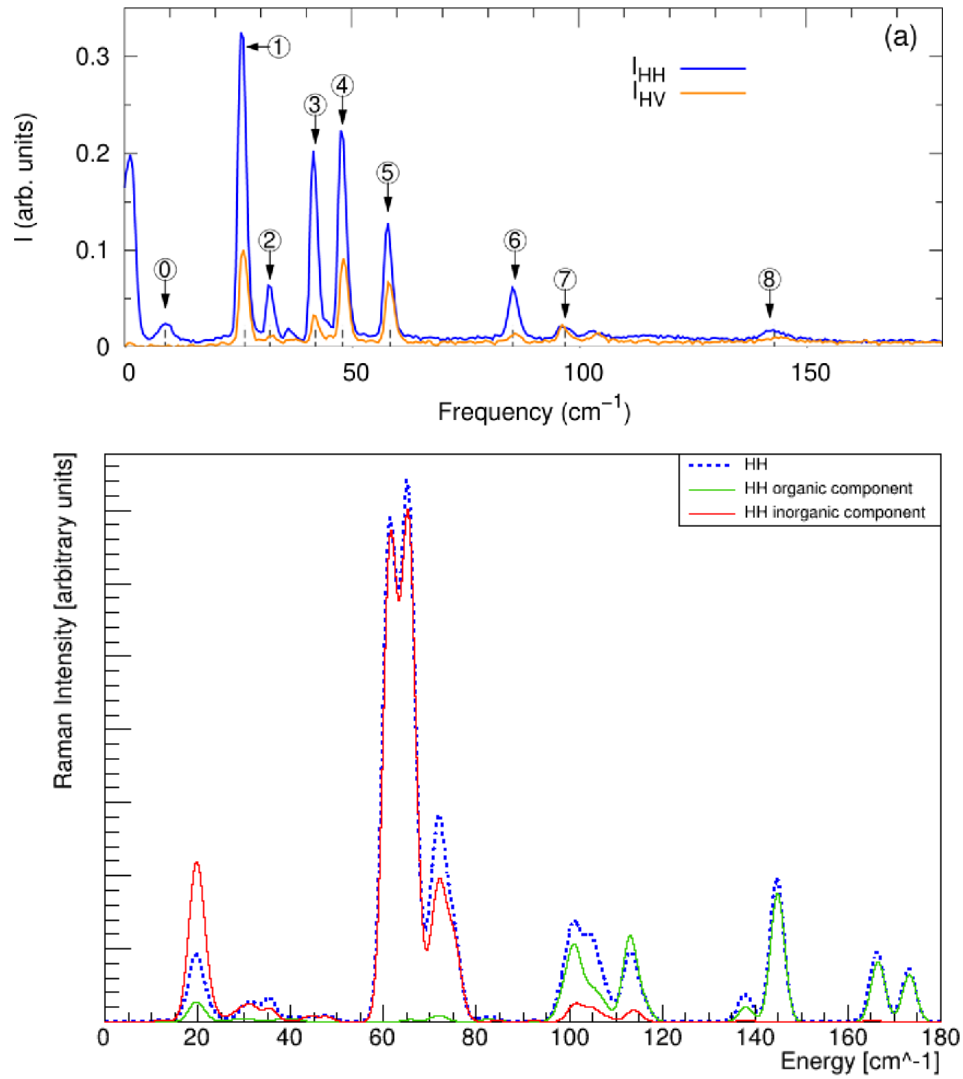 (a)
I (arb. units)
0.3
0.2
0.1
0
I_HH
I_HV
0
1
2
3
4
5
6
7
8
0 50 100 150
Frequency (cm⁻¹)
Raman Intensity [arbitrary units]
HH
HH organic component
HH inorganic component
0 20 40 60 80 100 120 140 160 180
Energy [cm^-1]